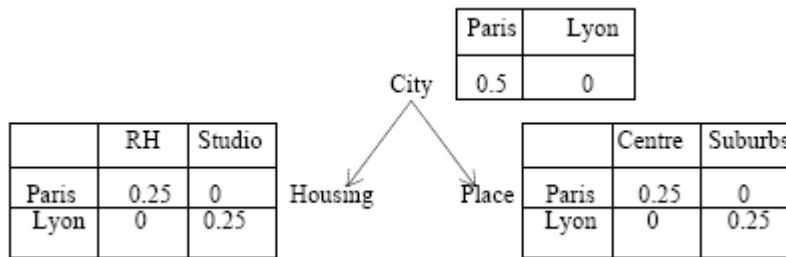 Paris Lyon
0.5 0
City
RH Studio
Paris 0.25 0
Lyon 0 0.25
Housing
Place
Centre Suburbs
Paris 0.25 0
Lyon 0 0.25